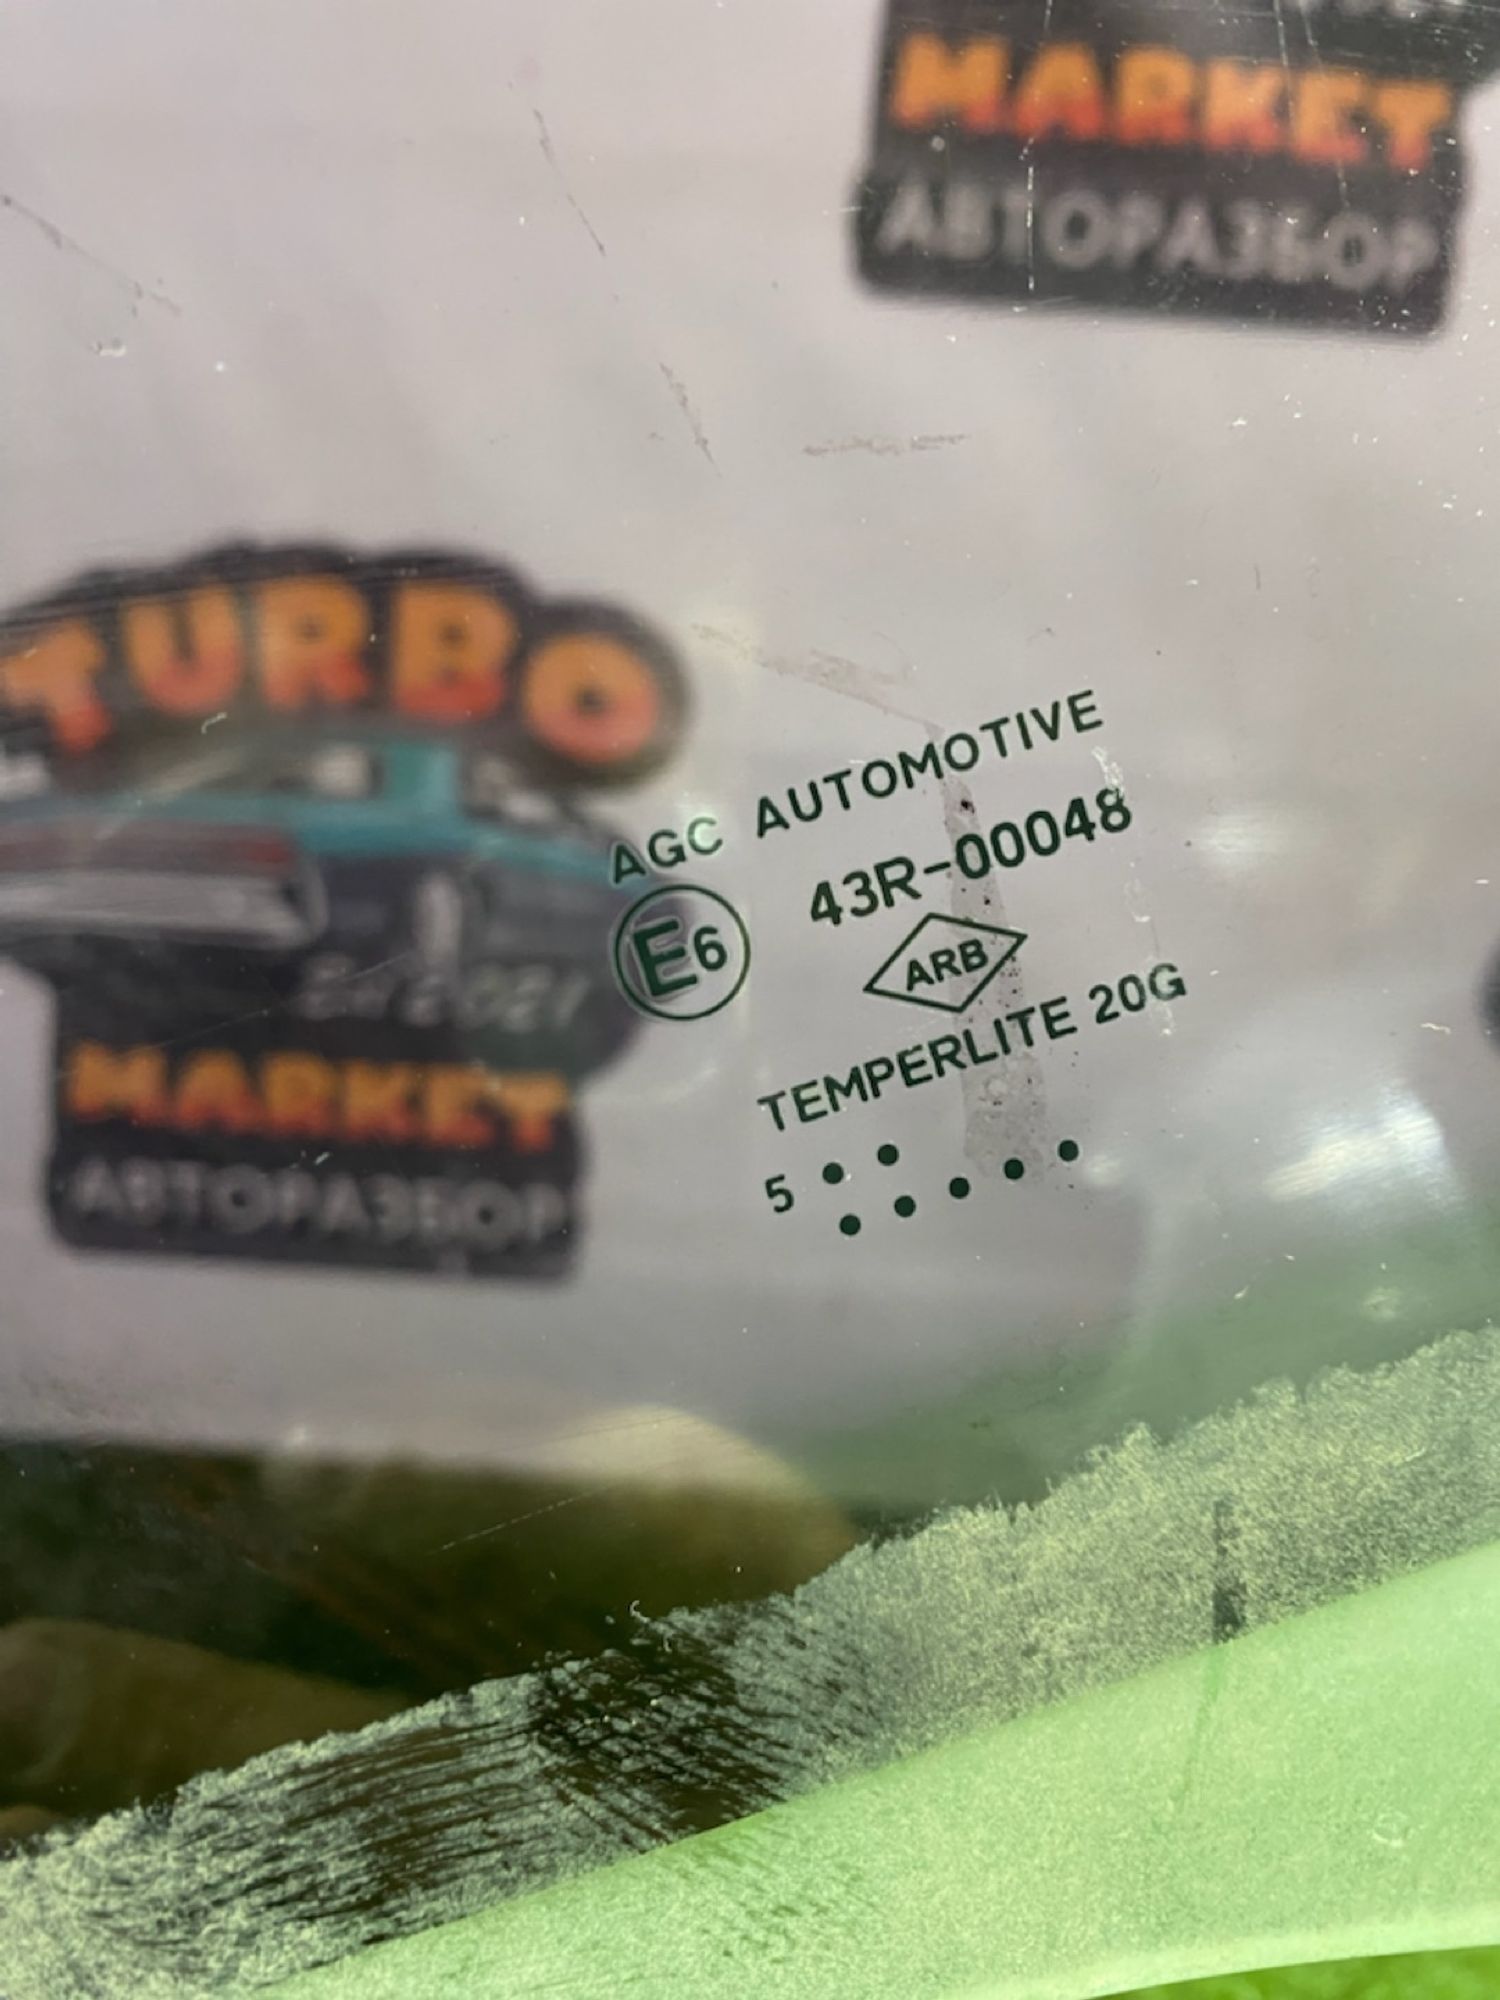 MARKET
АВТОРАЗБОР
TURBO
MARKET
АВТОРАЗБОР
AGC AUTOMOTIVE
43R-00048
E6
ARB
TEMPERLITE 20G
5